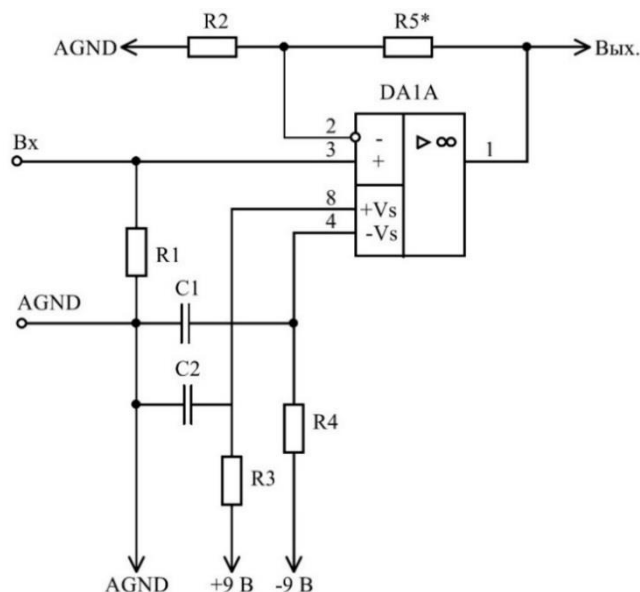 R2
R5*
AGND
Вых.
DA1A
2
-
▷ ∞
1
Вх
3
+
8
+Vs
4
-Vs
R1
AGND
C1
C2
R4
R3
AGND
+9 В
-9 В